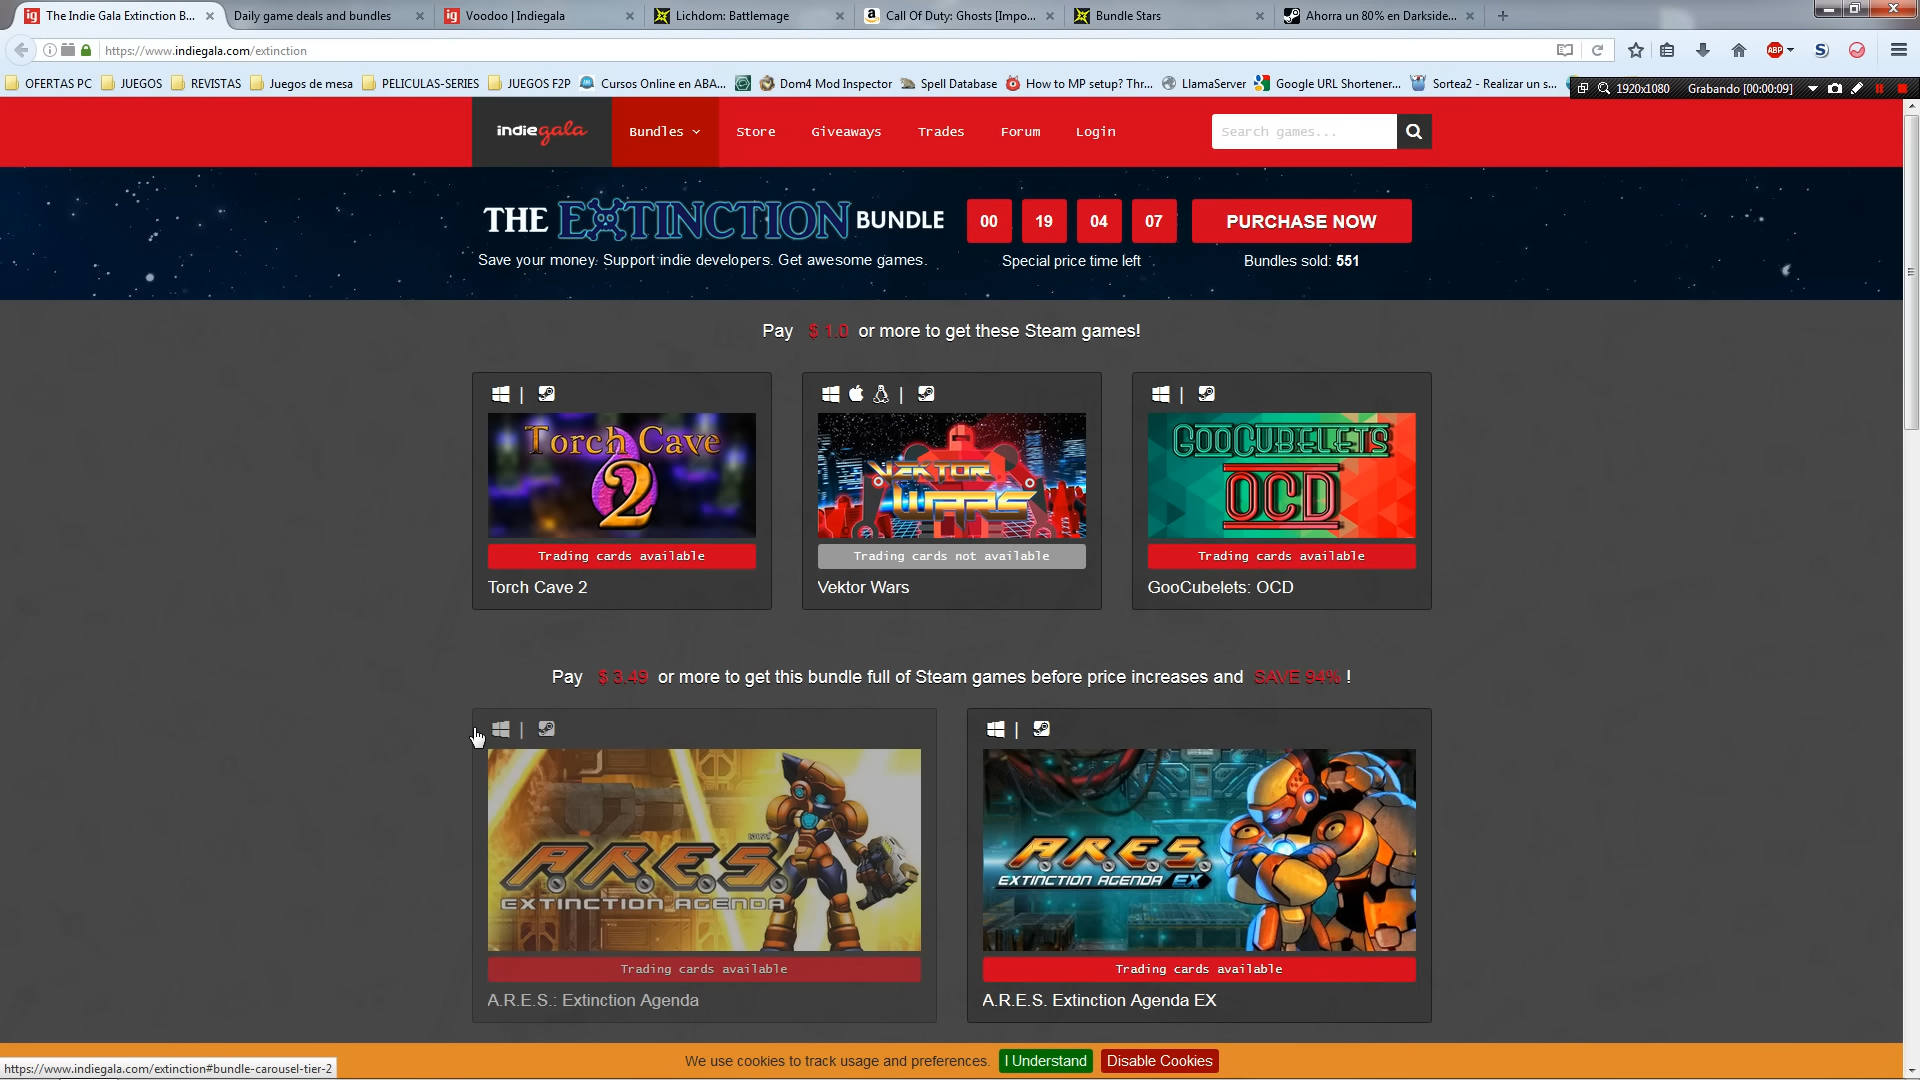 The Indie Gala Extinction B...
Daily game deals and bundles
Voodoo | Indiegala
Lichdom: Battlemage
Call Of Duty: Ghosts [Impo...
Bundle Stars
Ahorra un 80% en Darkside...
https://www.indiegala.com/extinction
ABP
OFERTAS PC
JUEGOS
REVISTAS
Juegos de mesa
PELICULAS-SERIES
JUEGOS F2P
Cursos Online en ABA...
Dom4 Mod Inspector
Spell Database
How to MP setup? Thr...
LlamaServer
Google URL Shortener...
Sortea2 - Realizar un s...
1920x1080
Grabando [00:00:09]
indiegala
Bundles
Store
Giveaways
Trades
Forum
Login
Search games...
THE EXTINCTION BUNDLE
00 19 04 07
PURCHASE NOW
Save your money. Support indie developers. Get awesome games.
Special price time left
Bundles sold: 551
Pay $ 1.0 or more to get these Steam games!
Torch Cave
2
VEKTOR
WARS
GOOCUBELETS
OCD
Trading cards available
Trading cards not available
Trading cards available
Torch Cave 2
Vektor Wars
GooCubelets: OCD
Pay $ 3.49 or more to get this bundle full of Steam games before price increases and SAVE 94% !
A.R.E.S.
EXTINCTION AGENDA
A.R.E.S.
EXTINCTION AGENDA EX
Trading cards available
Trading cards available
A.R.E.S.: Extinction Agenda
A.R.E.S. Extinction Agenda EX
We use cookies to track usage and preferences.
I Understand
Disable Cookies
https://www.indiegala.com/extinction#bundle-carousel-tier-2